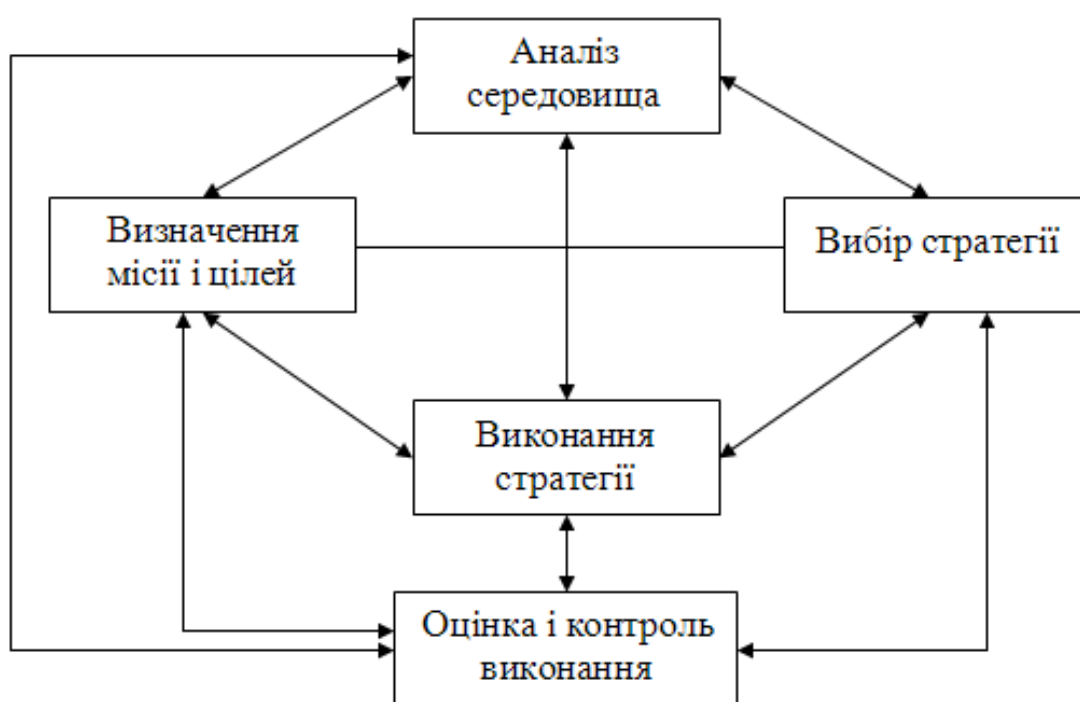 Аналіз
середовища
Визначення
місії і цілей
Вибір стратегії
Виконання
стратегії
Оцінка і контроль
виконання